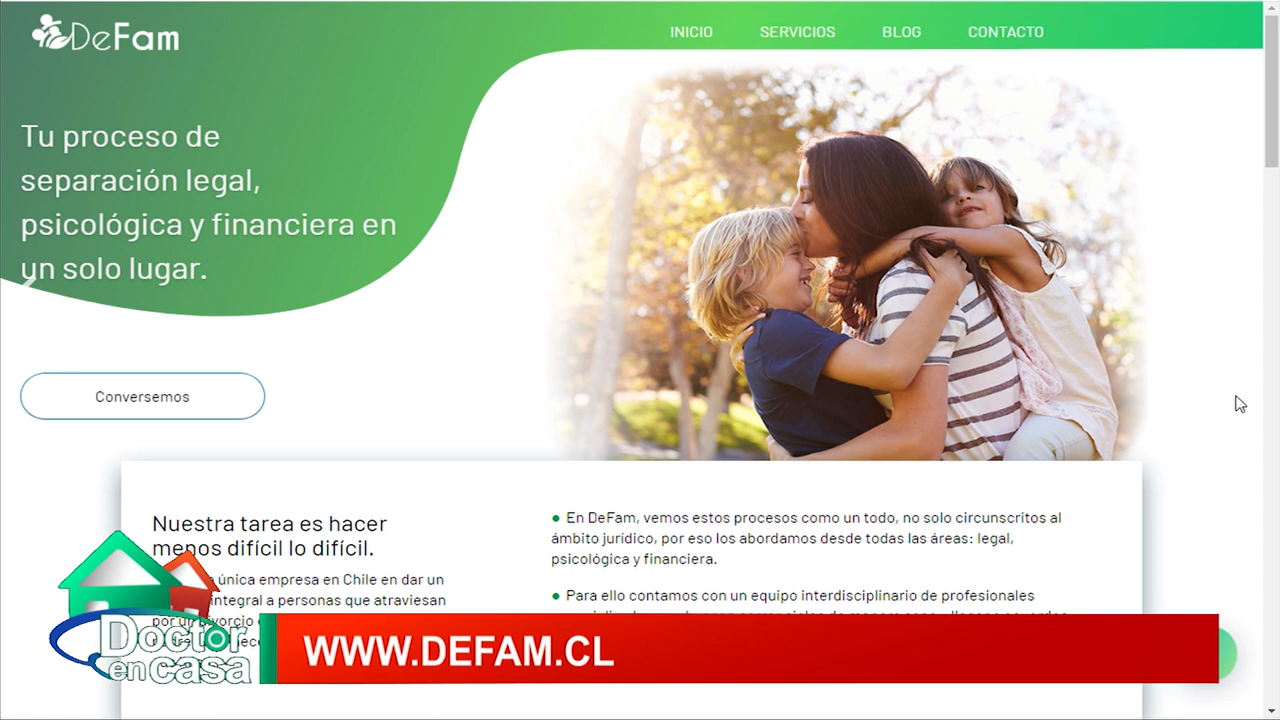 DeFam
INICIO SERVICIOS BLOG CONTACTO
Tu proceso de
separación legal,
psicológica y financiera en
un solo lugar.
Conversemos
Nuestra tarea es hacer
menos difícil lo difícil.
única empresa en Chile en dar un
integral a personas que atraviesan
por un divorcio
• En DeFam, vemos estos procesos como un todo, no solo circunscritos al
ámbito jurídico, por eso los abordamos desde todas las áreas: legal,
psicológica y financiera.
• Para ello contamos con un equipo interdisciplinario de profesionales
Doctor
en casa
WWW.DEFAM.CL